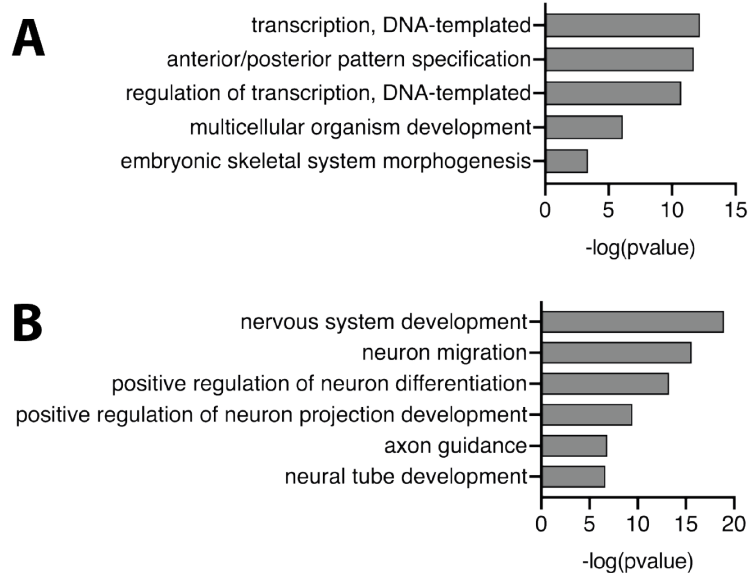 A
transcription, DNA-templated
anterior/posterior pattern specification
regulation of transcription, DNA-templated
multicellular organism development
embryonic skeletal system morphogenesis
0 5 10 15
-log(pvalue)
B
nervous system development
neuron migration
positive regulation of neuron differentiation
positive regulation of neuron projection development
axon guidance
neural tube development
0 5 10 15 20
-log(pvalue)